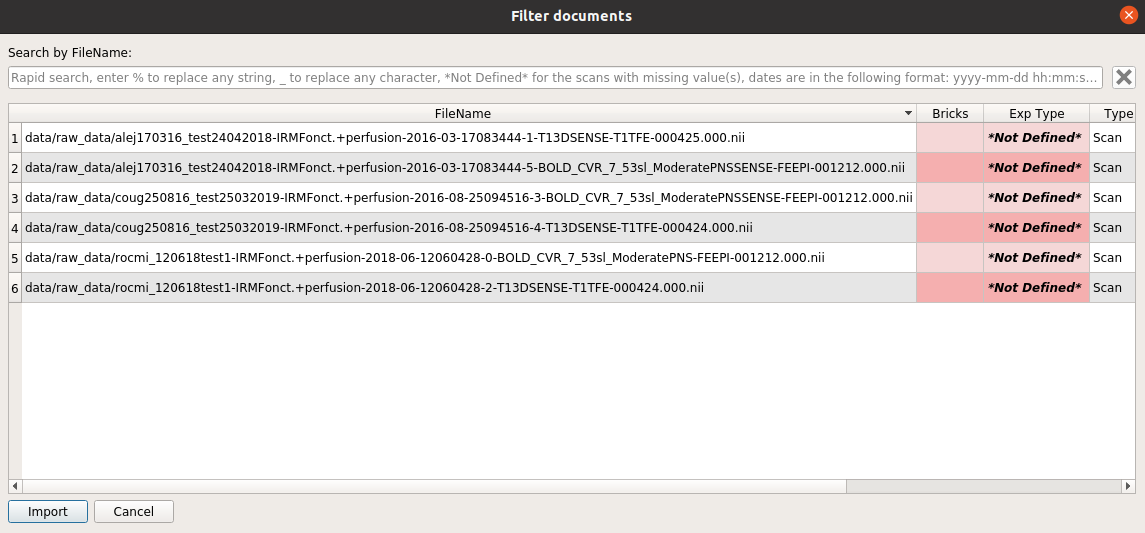 Filter documents
Search by FileName:
Rapid search, enter % to replace any string, _ to replace any character, *Not Defined* for the scans with missing value(s), dates are in the following format: yyyy-mm-dd hh:mm:s...
FileName Bricks Exp Type Type
1 data/raw_data/alej170316_test24042018-IRMFonct.+perfusion-2016-03-17083444-1-T13DSENSE-T1TFE-000425.000.nii *Not Defined* Scan
2 data/raw_data/alej170316_test24042018-IRMFonct.+perfusion-2016-03-17083444-5-BOLD_CVR_7_53sl_ModeratePNSSENSE-FEEPI-001212.000.nii *Not Defined* Scan
3 data/raw_data/coug250816_test25032019-IRMFonct.+perfusion-2016-08-25094516-3-BOLD_CVR_7_53sl_ModeratePNSSENSE-FEEPI-001212.000.nii *Not Defined* Scan
4 data/raw_data/coug250816_test25032019-IRMFonct.+perfusion-2016-08-25094516-4-T13DSENSE-T1TFE-000424.000.nii *Not Defined* Scan
5 data/raw_data/rocmi_120618test1-IRMFonct.+perfusion-2018-06-12060428-0-BOLD_CVR_7_53sl_ModeratePNS-FEEPI-001212.000.nii *Not Defined* Scan
6 data/raw_data/rocmi_120618test1-IRMFonct.+perfusion-2018-06-12060428-2-T13DSENSE-T1TFE-000424.000.nii *Not Defined* Scan
Import Cancel